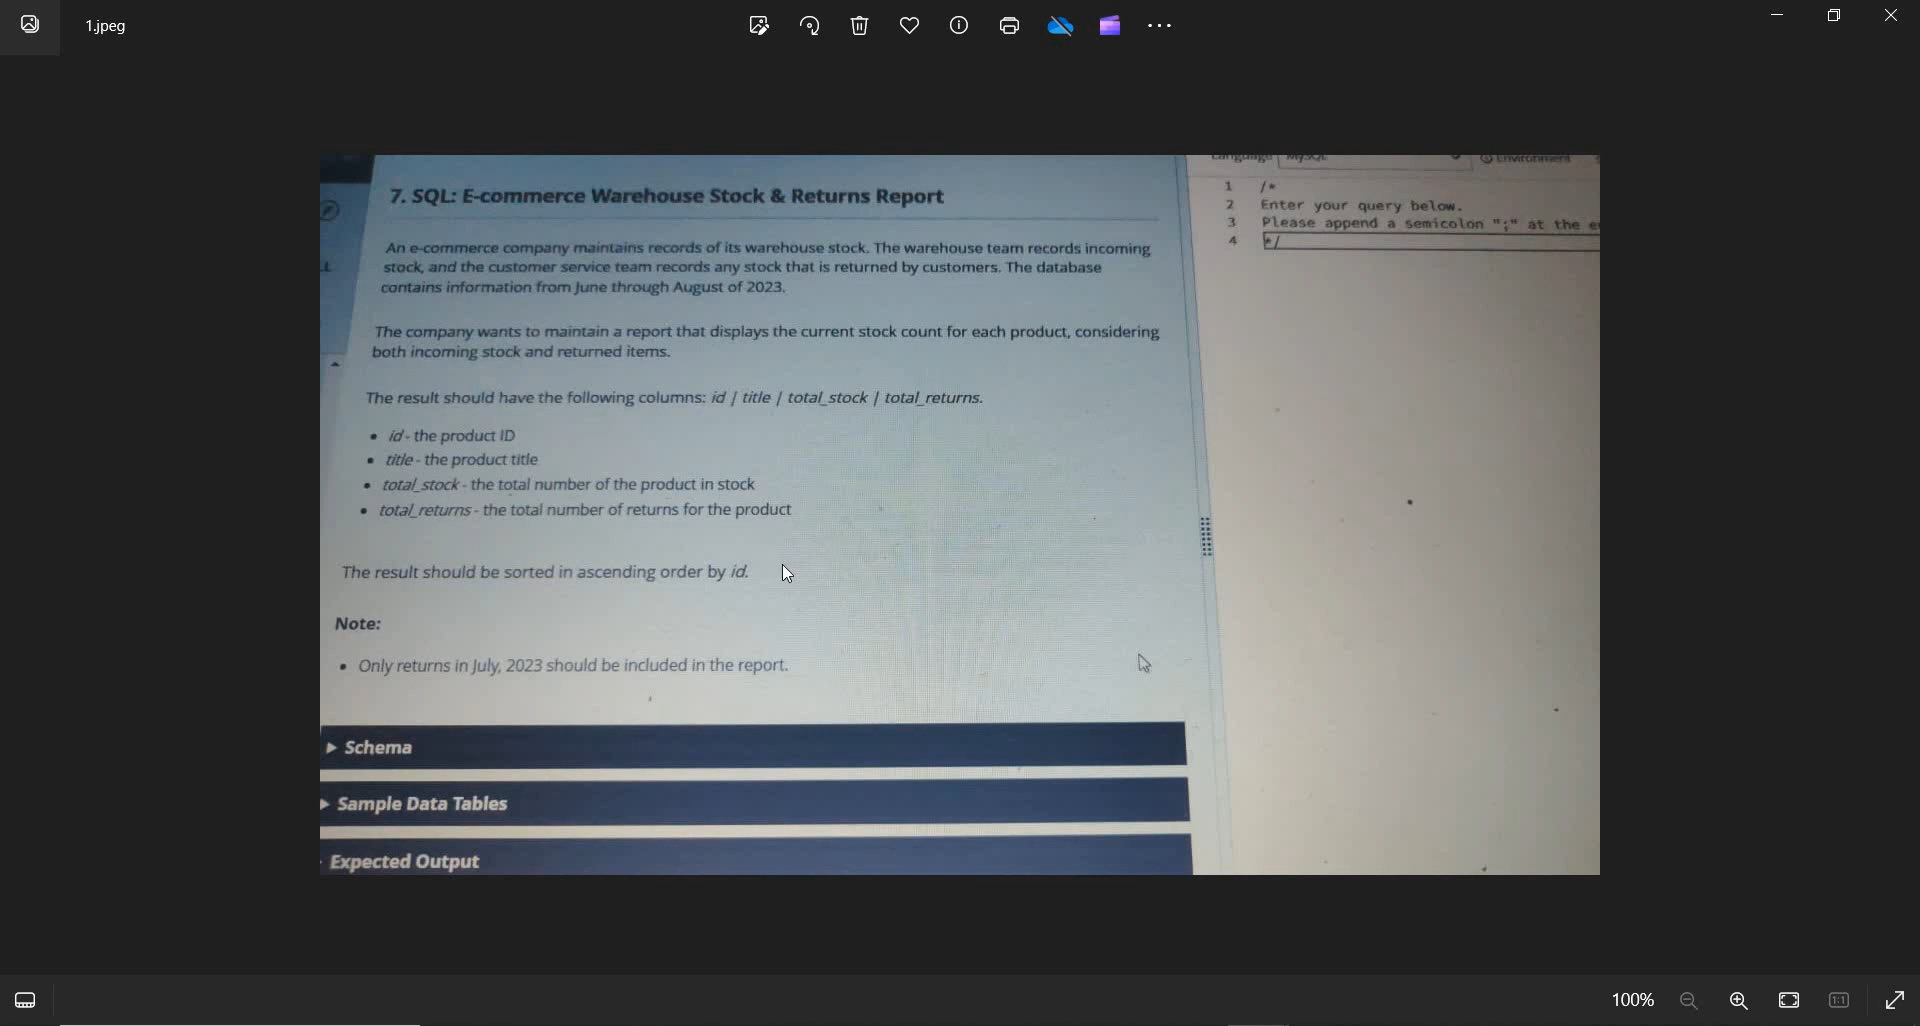 1.jpeg
7. SQL: E-commerce Warehouse Stock & Returns Report
An e-commerce company maintains records of its warehouse stock. The warehouse team records incoming
stock, and the customer service team records any stock that is returned by customers. The database
contains information from June through August of 2023.
The company wants to maintain a report that displays the current stock count for each product, considering
both incoming stock and returned items.
The result should have the following columns: id | title | total_stock | total_returns.
• id - the product ID
• title - the product title
• total_stock - the total number of the product in stock
• total_returns - the total number of returns for the product
The result should be sorted in ascending order by id.
Note:
• Only returns in July, 2023 should be included in the report.
Schema
Sample Data Tables
Expected Output
Language MySQL Environment
1 /*
2 Enter your query below.
3 Please append a semicolon ";" at the
4 */
100%
1:1